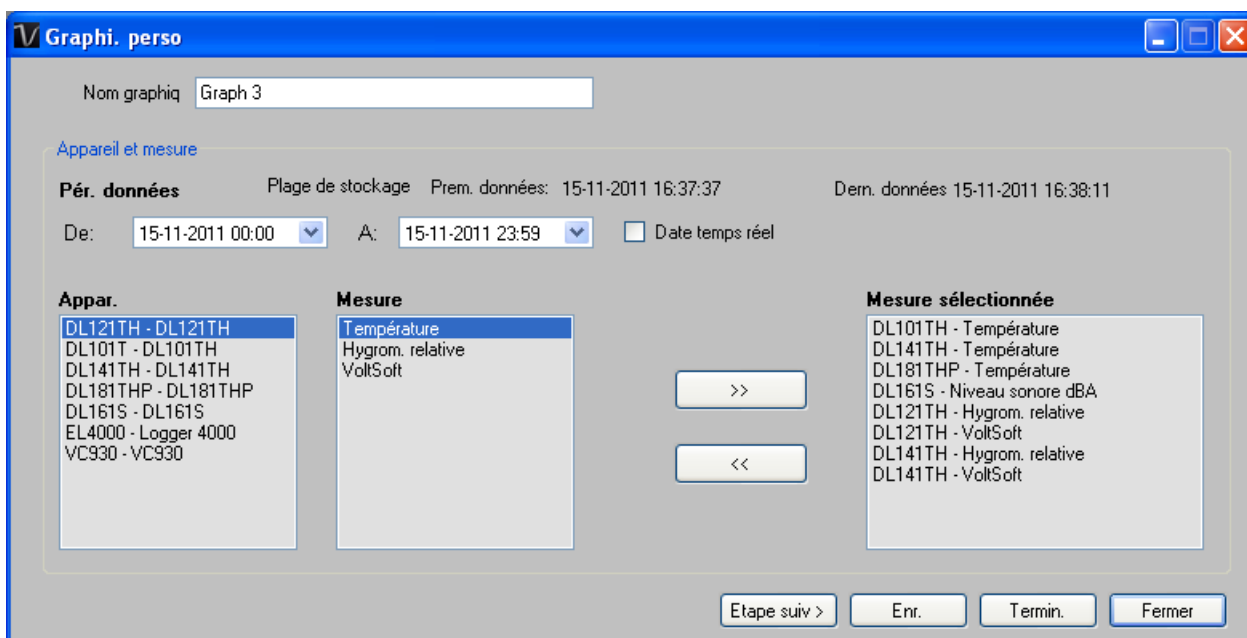 Graphi. perso
Nom graphiq Graph 3
Appareil et mesure
Pér. données Plage de stockage Prem. données: 15-11-2011 16:37:37 Dern. données 15-11-2011 16:38:11
De: 15-11-2011 00:00 A: 15-11-2011 23:59 Date temps réel
Appar. Mesure Mesure sélectionnée
DL121TH - DL121TH Température DL101TH - Température
DL101T - DL101TH Hygrom. relative DL141TH - Température
DL141TH - DL141TH VoltSoft DL181THP - Température
DL181THP - DL181THP >> DL161S - Niveau sonore dBA
DL161S - DL161S DL121TH - Hygrom. relative
EL4000 - Logger 4000 DL121TH - VoltSoft
VC930 - VC930 << DL141TH - Hygrom. relative
DL141TH - VoltSoft
Etape suiv > Enr. Termin. Fermer